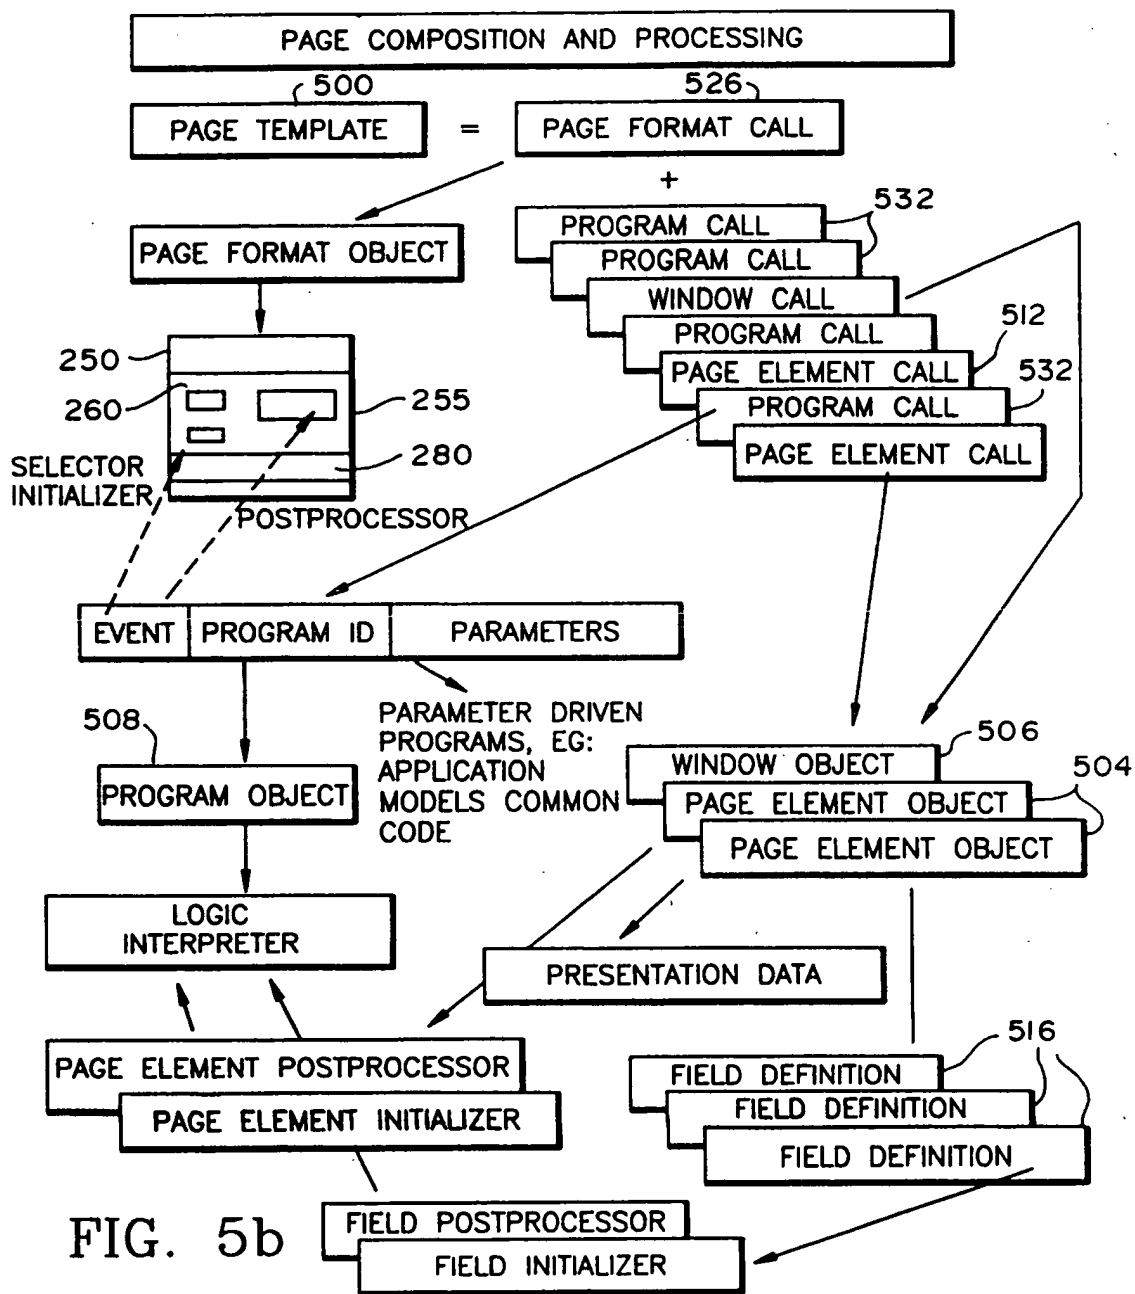 PAGE COMPOSITION AND PROCESSING
500
526
PAGE TEMPLATE
=
PAGE FORMAT CALL
+
532
PROGRAM CALL
PROGRAM CALL
WINDOW CALL
PROGRAM CALL
512
PAGE ELEMENT CALL
532
PROGRAM CALL
PAGE ELEMENT CALL
PAGE FORMAT OBJECT
250
260
255
280
SELECTOR
INITIALIZER
POSTPROCESSOR
EVENT
PROGRAM ID
PARAMETERS
508
PROGRAM OBJECT
PARAMETER DRIVEN
PROGRAMS, EG:
APPLICATION
MODELS COMMON
CODE
506
WINDOW OBJECT
504
PAGE ELEMENT OBJECT
PAGE ELEMENT OBJECT
LOGIC
INTERPRETER
PRESENTATION DATA
PAGE ELEMENT POSTPROCESSOR
PAGE ELEMENT INITIALIZER
516
FIELD DEFINITION
FIELD DEFINITION
FIELD DEFINITION
FIELD POSTPROCESSOR
FIELD INITIALIZER
FIG. 5b